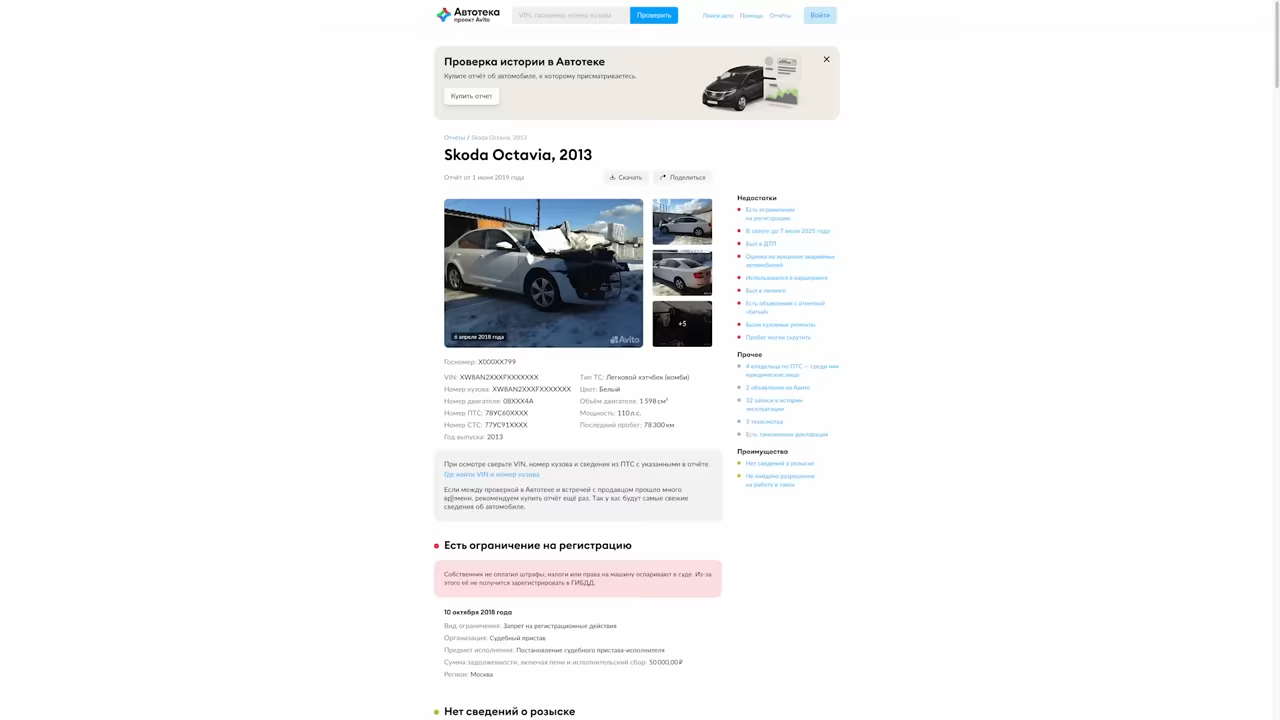 Автотека
проект Avito
VIN, госномер, номер кузова
Проверить
Поиск авто
Помощь
Отчёты
Войти
Проверка истории в Автотеке
Купите отчёт об автомобиле, к которому присматриваетесь.
Купить отчет
Отчёты / Skoda Octavia, 2013
Skoda Octavia, 2013
Отчёт от 1 июня 2019 года
Скачать
Поделиться
6 апреля 2018 года
Avito
+5
Госномер: X000XX799
VIN: XW8AN2XXXFXXXXXXX
Номер кузова: XW8AN2XXXFXXXXXXX
Номер двигателя: 08XXX4A
Номер ПТС: 78УС60XXXX
Номер СТС: 77УС91XXXX
Год выпуска: 2013
Тип ТС: Легковой хэтчбек (комби)
Цвет: Белый
Объём двигателя: 1 598 см³
Мощность: 110 л.с.
Последний пробег: 78 300 км
При осмотре сверьте VIN, номер кузова и сведения из ПТС с указанными в отчёте.
Где найти VIN и номер кузова
Если между проверкой в Автотеке и встречей с продавцом прошло много
времени, рекомендуем купить отчёт ещё раз. Так у вас будут самые свежие
сведения об автомобиле.
Есть ограничение на регистрацию
Собственник не оплатил штрафы, налоги или права на машину оспаривают в суде. Из-за
этого её не получится зарегистрировать в ГИБДД.
10 октября 2018 года
Вид ограничения: Запрет на регистрационные действия
Организация: Судебный пристав
Предмет исполнения: Постановление судебного пристава-исполнителя
Сумма задолженности, включая пени и исполнительский сбор: 50 000,00 ₽
Регион: Москва
Нет сведений о розыске
Недостатки
Есть ограничение
на регистрацию
В залоге до 7 июля 2025 года
Был в ДТП
Оценка на аукционе аварийных
автомобилей
Использовался в каршеринге
Был в лизинге
Есть объявление с отметкой
«битый»
Были кузовные ремонты
Пробег могли скрутить
Прочее
4 владельца по ПТС — среди них
юридическое лицо
2 объявления на Авито
32 записи в истории
эксплуатации
3 техосмотра
Есть таможенная декларация
Преимущества
Нет сведений о розыске
Не найдено разрешение
на работу в такси